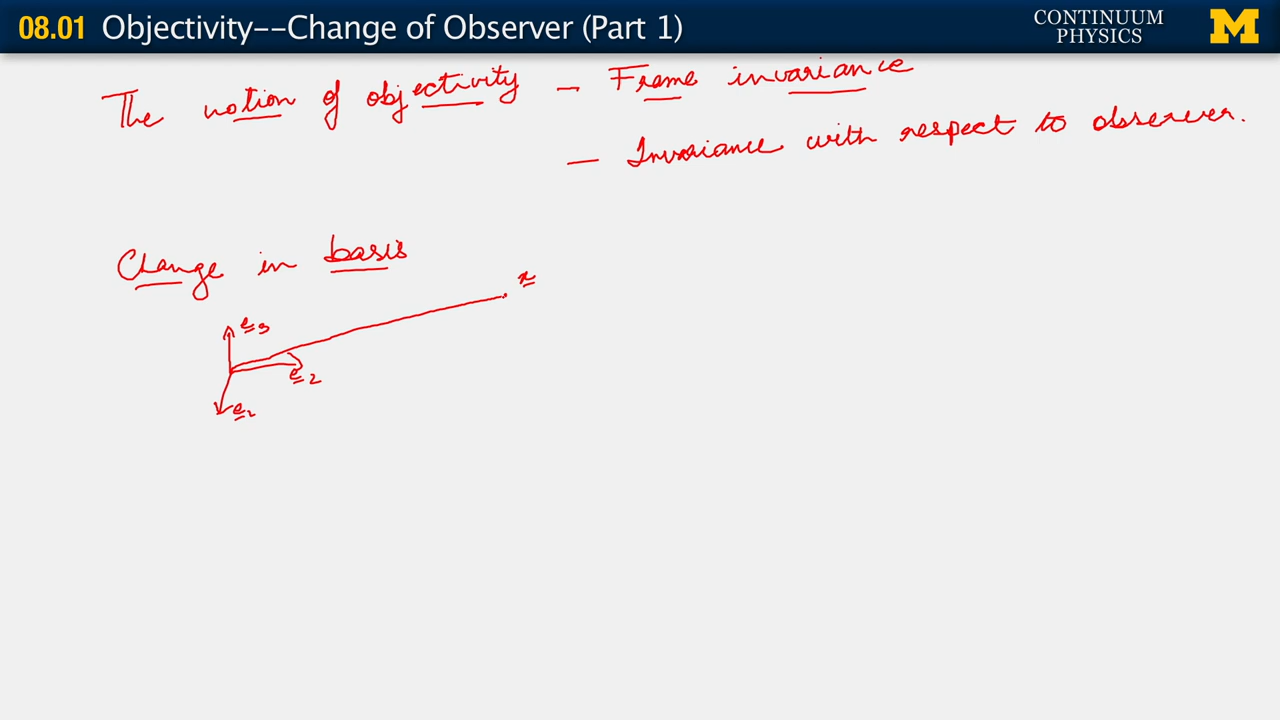 08.01 Objectivity--Change of Observer (Part 1)
CONTINUUM
PHYSICS
M
The notion of objectivity – Frame invariance
– Invariance with respect to observer.
Change in basis
x
e3
e2